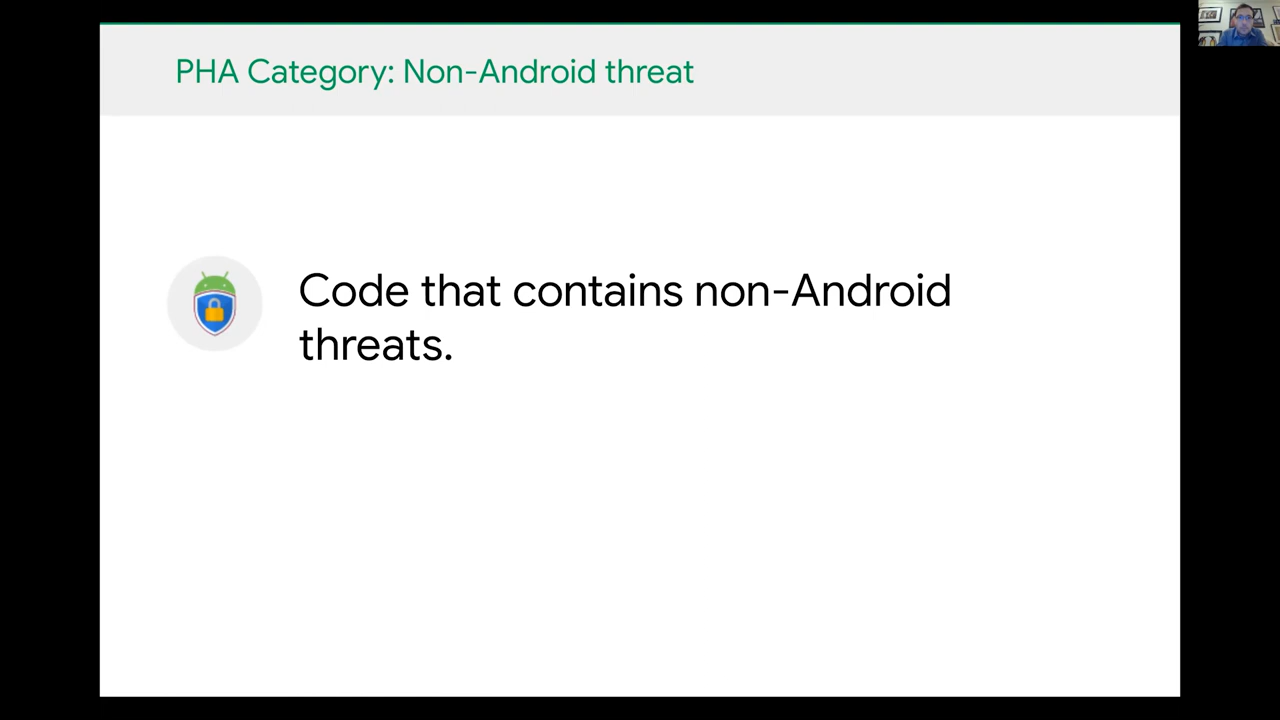 PHA Category: Non-Android threat
Code that contains non-Android
threats.